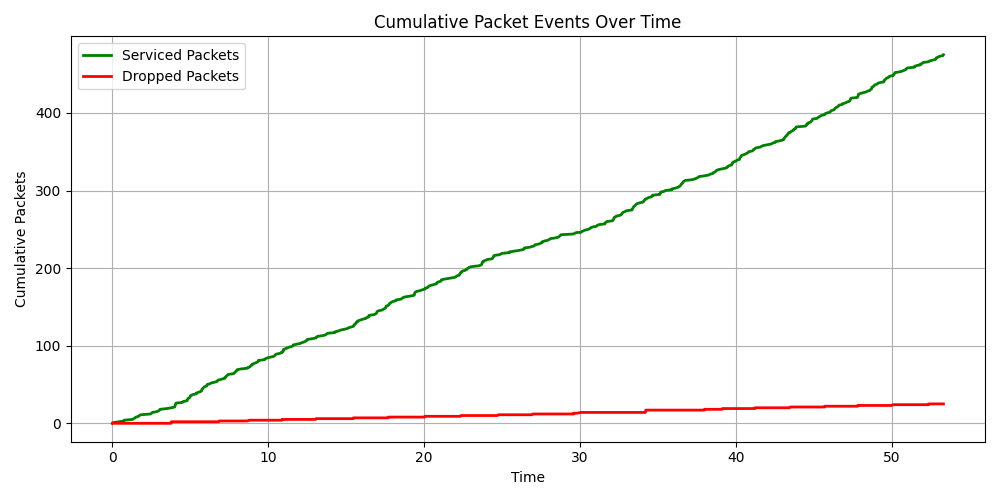 Cumulative Packet Events Over Time
Serviced Packets
Dropped Packets
Cumulative Packets
400
300
200
100
0
0 10 20 30 40 50
Time